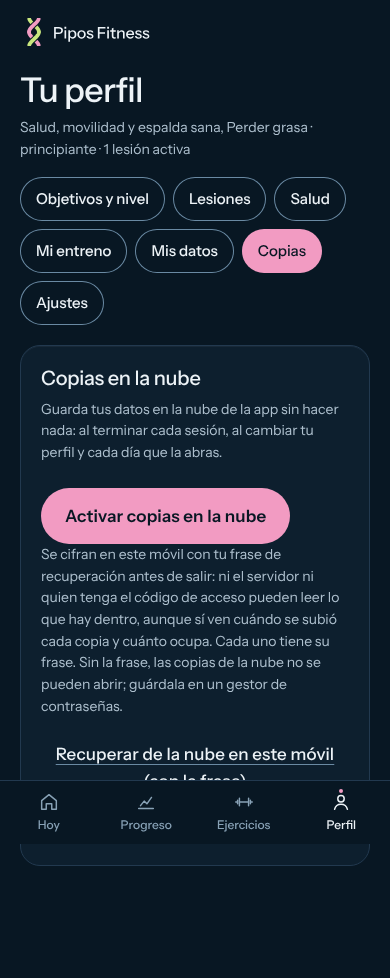 Pipos Fitness
Tu perfil
Salud, movilidad y espalda sana, Perder grasa ·
principiante · 1 lesión activa
Objetivos y nivel
Lesiones
Salud
Mi entreno
Mis datos
Copias
Ajustes
Copias en la nube
Guarda tus datos en la nube de la app sin hacer
nada: al terminar cada sesión, al cambiar tu
perfil y cada día que la abras.
Activar copias en la nube
Se cifran en este móvil con tu frase de
recuperación antes de salir: ni el servidor ni
quien tenga el código de acceso pueden leer lo
que hay dentro, aunque sí ven cuándo se subió
cada copia y cuánto ocupa. Cada uno tiene su
frase. Sin la frase, las copias de la nube no se
pueden abrir; guárdala en un gestor de
contraseñas.
Recuperar de la nube en este móvil
(con la frase)
Hoy
Progreso
Ejercicios
Perfil